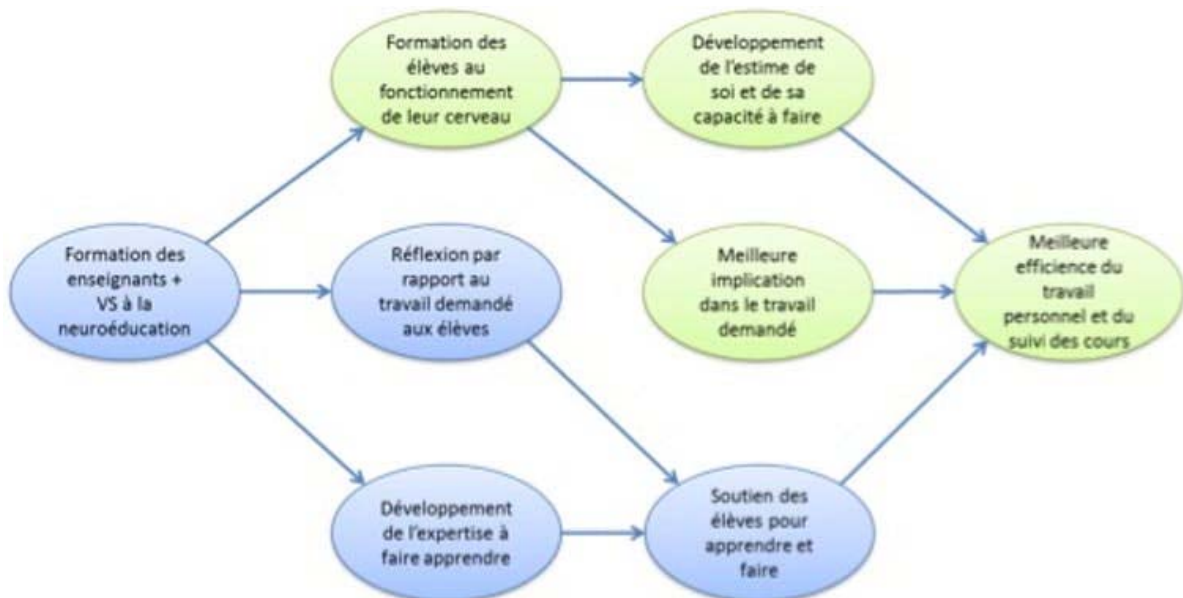 Formation des
élèves au
fonctionnement
de leur cerveau
Développement
de l'estime de
soi et de sa
capacité à faire
Formation des
enseignants +
VS à la
neuroéducation
Réflexion par
rapport au
travail demandé
aux élèves
Meilleure
implication
dans le travail
demandé
Meilleure
efficience du
travail
personnel et du
suivi des cours
Développement
de l'expertise à
faire apprendre
Soutien des
élèves pour
apprendre et
faire